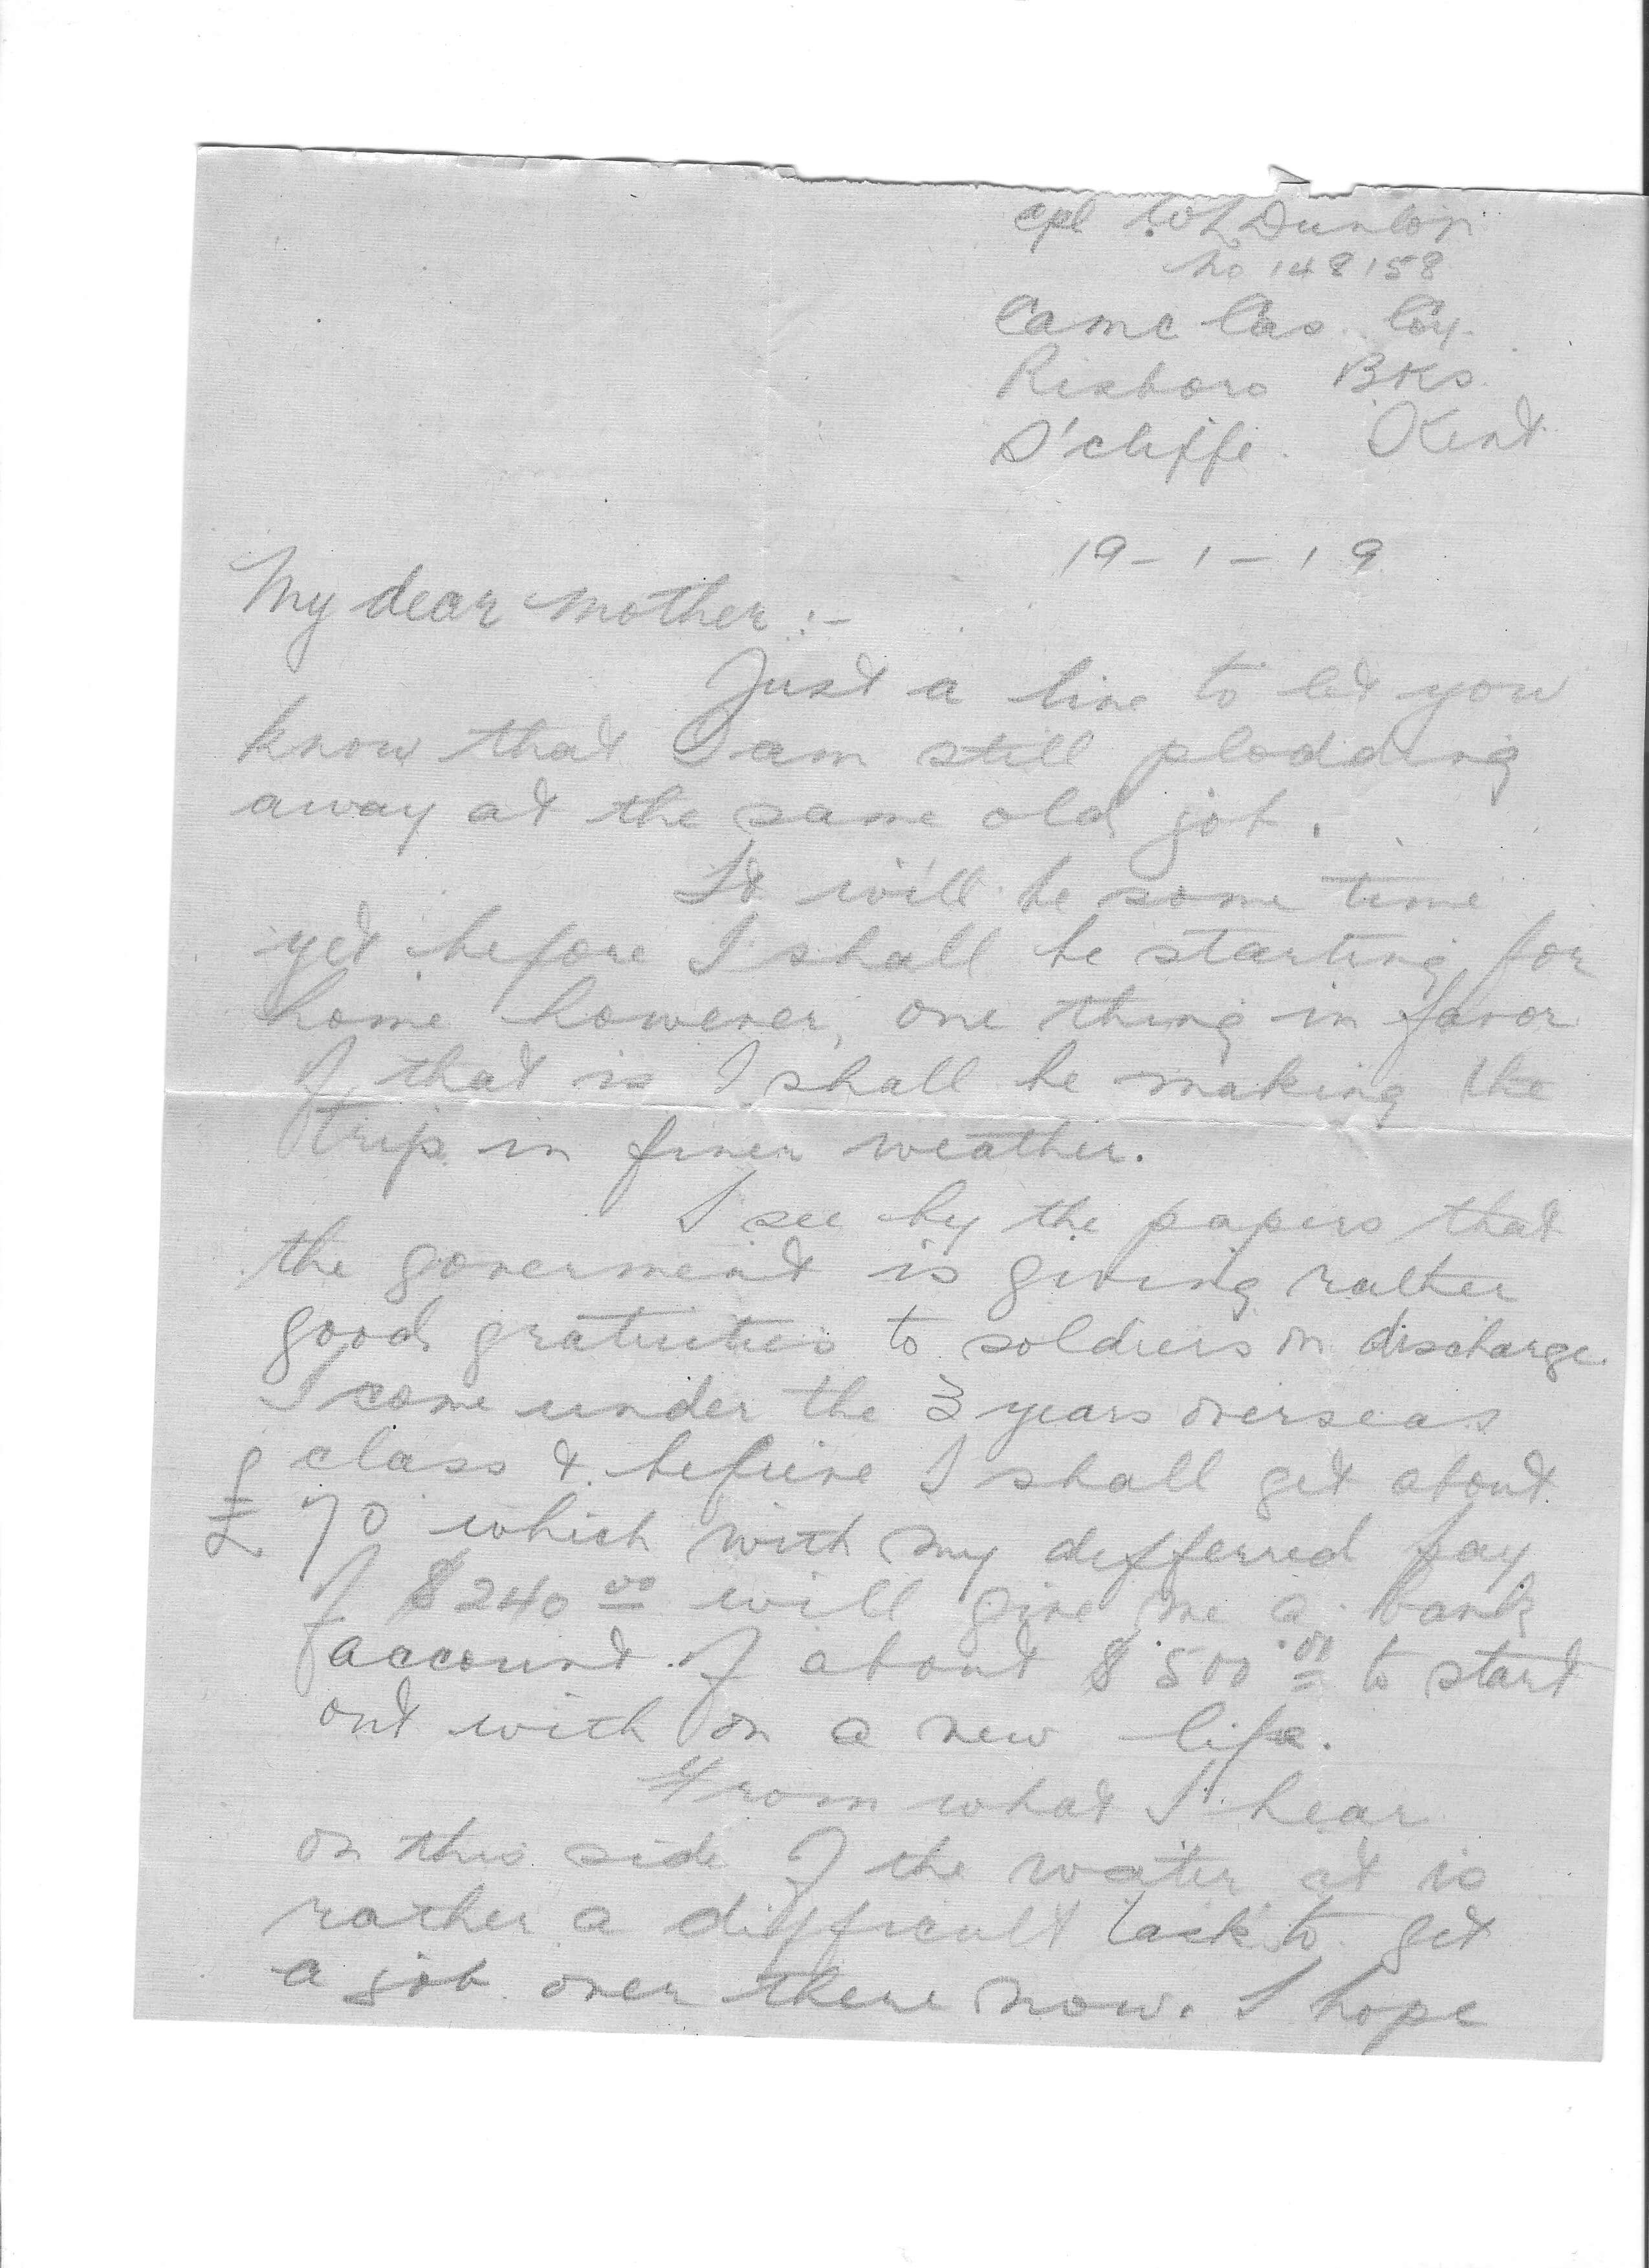 Cpl W L Dunlop
No 148158
Camc Cas. Coy.
Risboro Bks.
S'cliffe. Kent
19-1-19
My dear mother:-
Just a line to let you
know that I am still plodding
away at the same old job.
It will be some time
yet before I shall be starting for
home however, one thing in favor
of that is I shall be making the
trip in finer weather.
I see by the papers that
the goverment is giving rather
good gratuities to soldiers on discharge.
I come under the 3 years overseas
class & I shall get about
£ 70 which with my defferred pay
of $240 00 will give me a bank
account of about $500 00 to start
out with on a new life.
From what I hear
on this side of the water it is
rather a difficult task to get
a job over there now. I hope